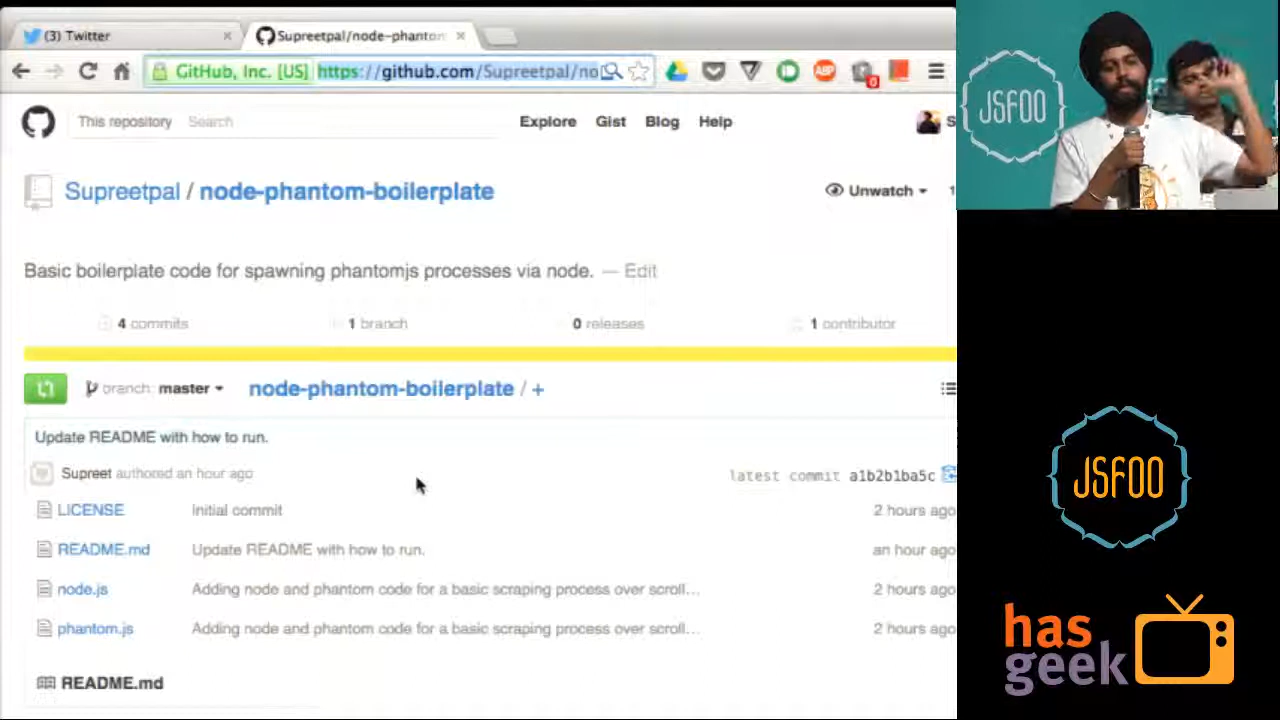 (3) Twitter
Supreetpal/node-phanton
GitHub, Inc. [US] https://github.com/Supreetpal/no
ABP
0
This repository Search Explore Gist Blog Help
Supreetpal / node-phantom-boilerplate
Unwatch
Basic boilerplate code for spawning phantomjs processes via node. — Edit
4 commits 1 branch 0 releases 1 contributor
branch: master node-phantom-boilerplate / +
Update README with how to run.
Supreet authored an hour ago latest commit a1b2b1ba5c
LICENSE Initial commit 2 hours ago
README.md Update README with how to run. an hour ago
node.js Adding node and phantom code for a basic scraping process over scroll... 2 hours ago
phantom.js Adding node and phantom code for a basic scraping process over scroll... 2 hours ago
README.md
JSFOO
JSFOO
has
geek